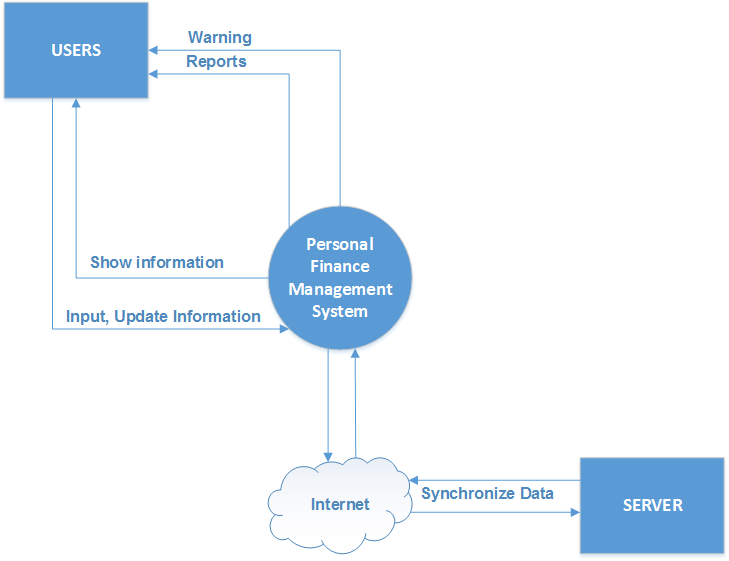 Warning
USERS
Reports
Personal
Finance
Management
System
Show information
Input, Update Information
Synchronize Data
Internet
SERVER